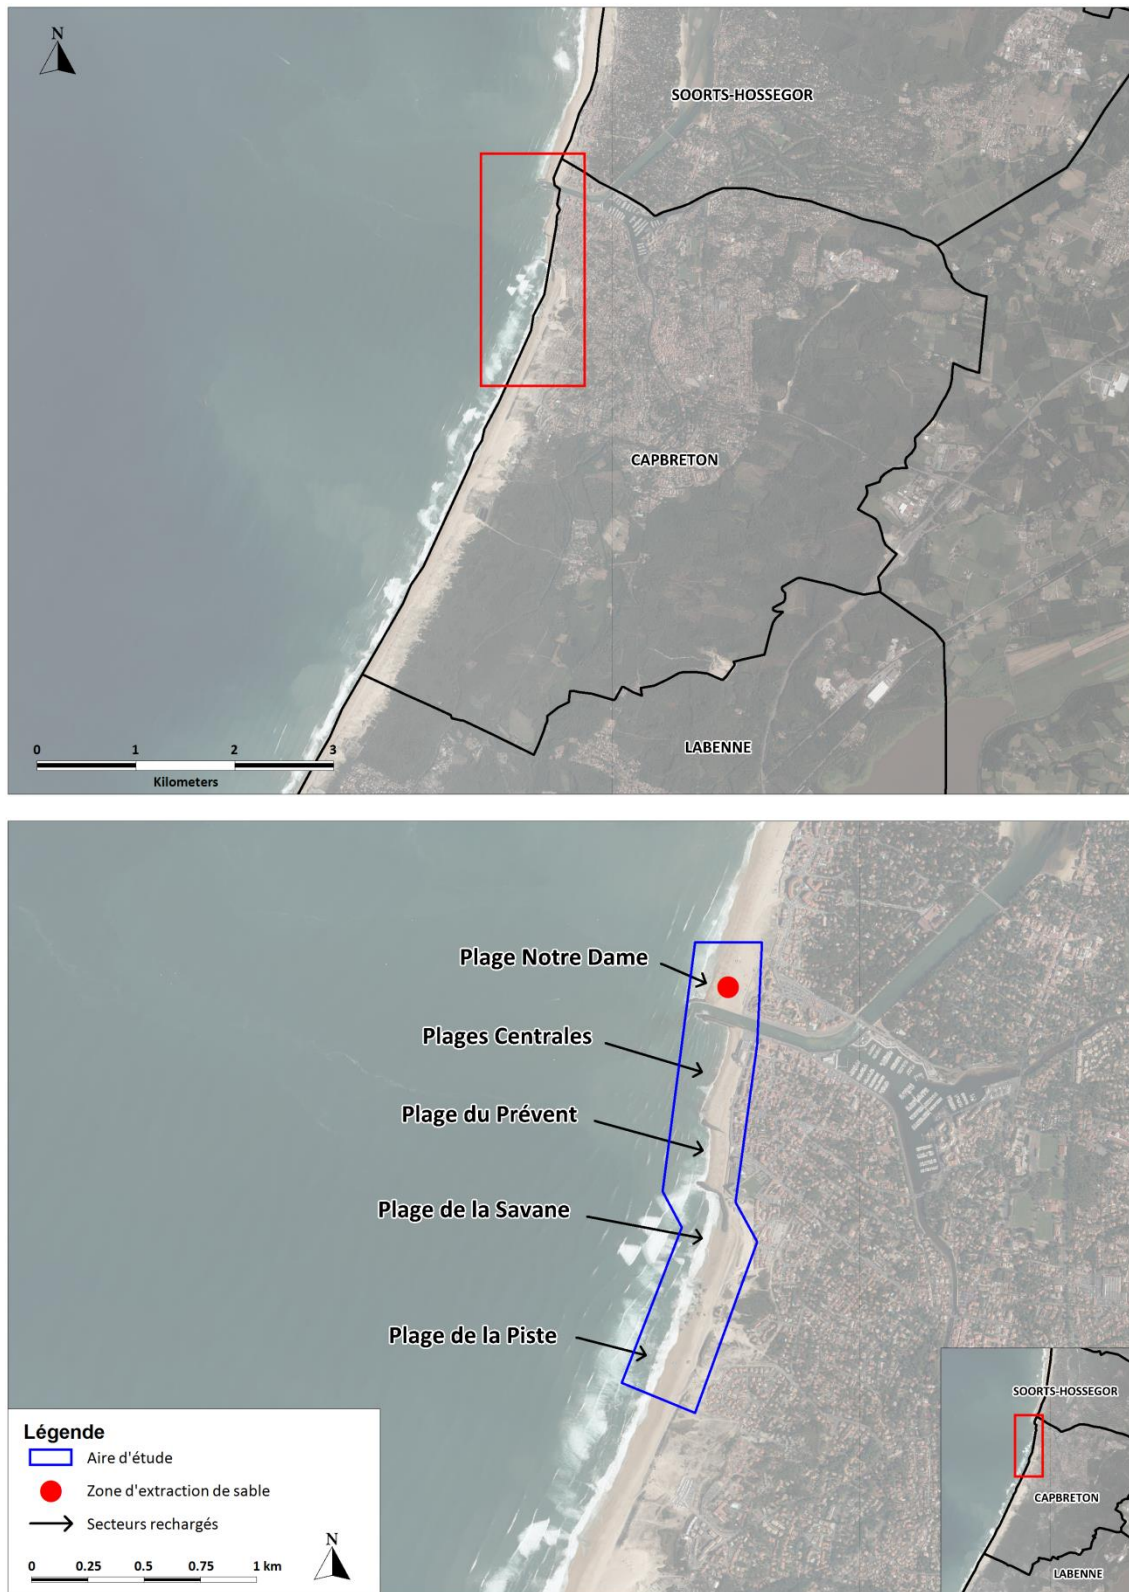 N
SOORTS-HOSSEGOR
CAPBRETON
LABENNE
0 1 2 3
Kilometers
Plage Notre Dame
Plages Centrales
Plage du Prévent
Plage de la Savane
Plage de la Piste
Légende
Aire d'étude
Zone d'extraction de sable
Secteurs rechargés
N
0 0.25 0.5 0.75 1 km
SOORTS-HOSSEGOR
CAPBRETON
LABENNE